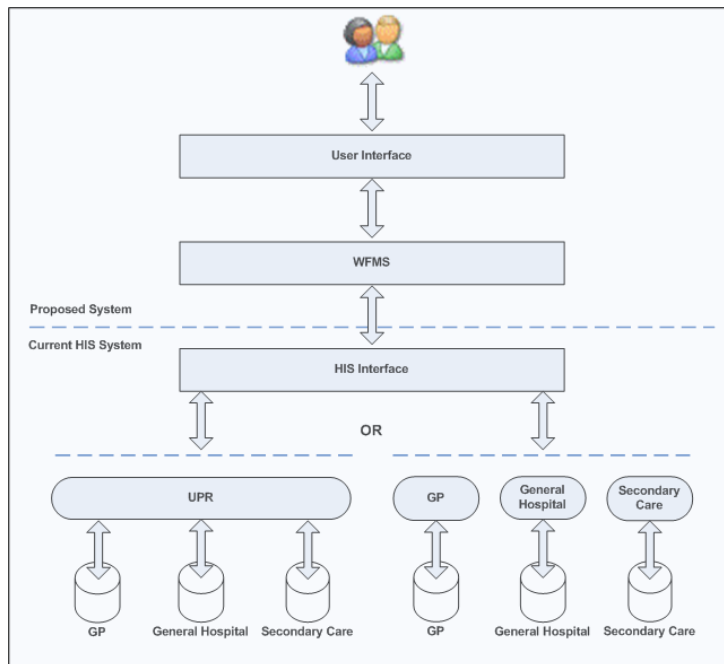 User Interface
WFMS
Proposed System
Current HIS System
HIS Interface
OR
UPR
GP
General
Hospital
Secondary
Care
GP
General Hospital
Secondary Care
GP
General Hospital
Secondary Care